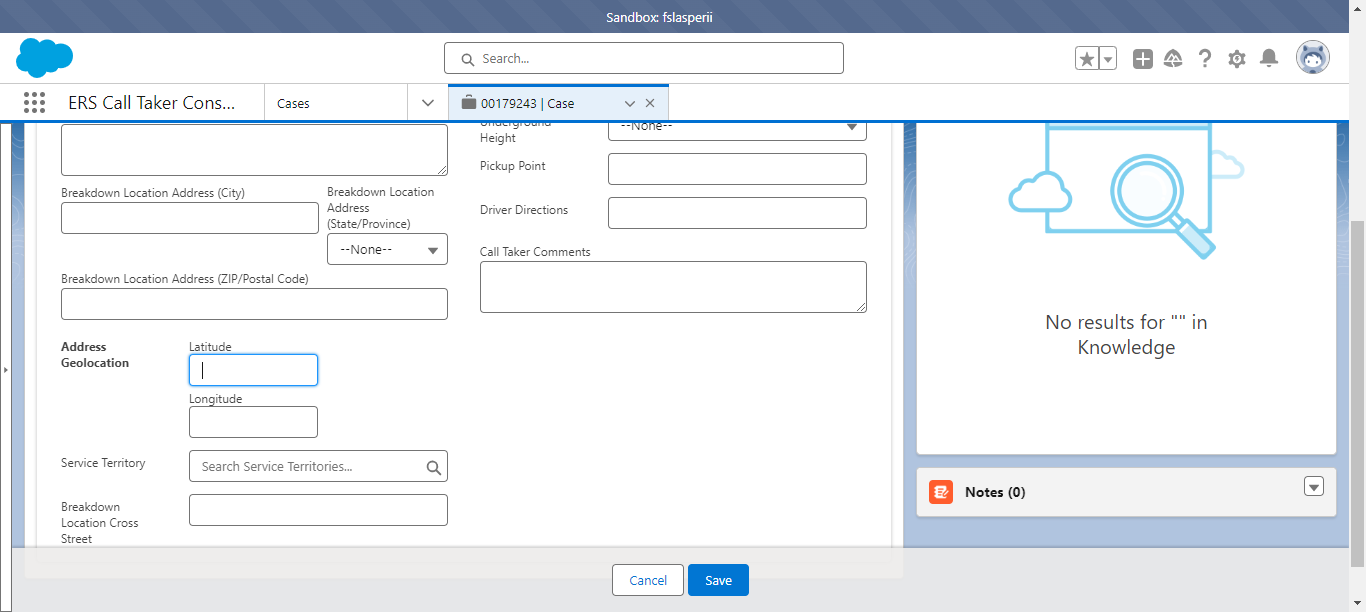 Sandbox: fslasperii
Search...
ERS Call Taker Cons...
Cases
00179243 | Case
Underground
Height
--None--
Pickup Point
Breakdown Location Address (City)
Breakdown Location
Address
(State/Province)
--None--
Driver Directions
Call Taker Comments
Breakdown Location Address (ZIP/Postal Code)
Address
Geolocation
Latitude
Longitude
Service Territory
Search Service Territories...
Breakdown
Location Cross
Street
No results for "" in
Knowledge
Notes (0)
Cancel
Save